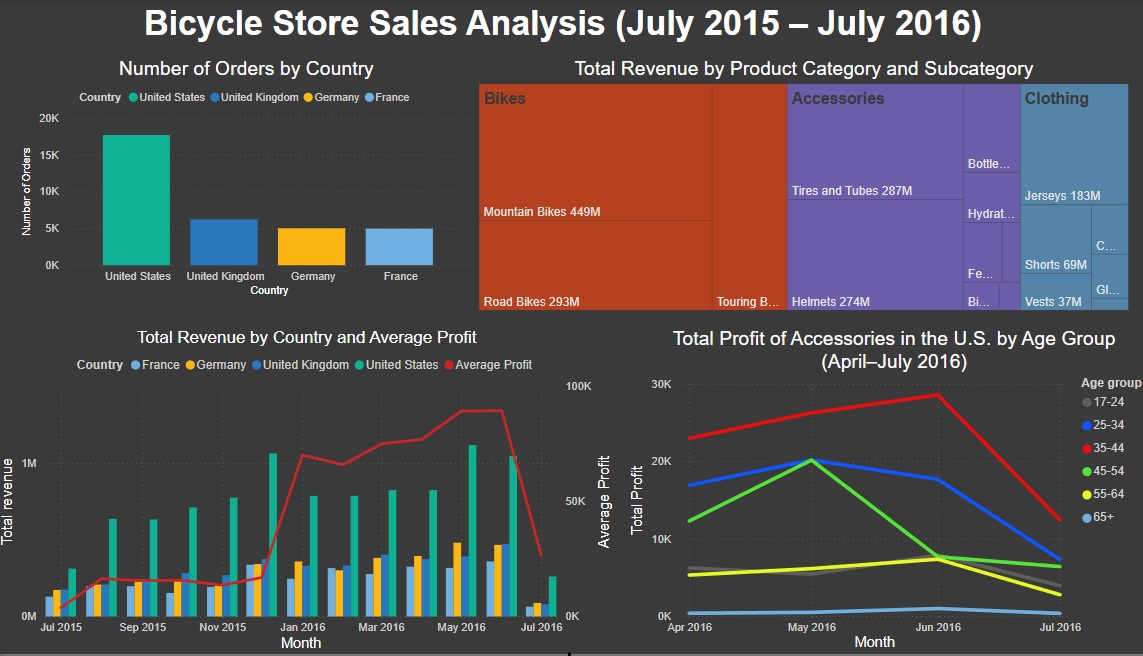 Bicycle Store Sales Analysis (July 2015 – July 2016)
Number of Orders by Country
Country United States United Kingdom Germany France
Number of Orders
20K
15K
10K
5K
0K
United States United Kingdom Germany France
Country
Total Revenue by Product Category and Subcategory
Bikes
Mountain Bikes 449M
Road Bikes 293M
Touring B...
Accessories
Tires and Tubes 287M
Helmets 274M
Bottle...
Hydrat...
Fe...
Bi...
Clothing
Jerseys 183M
Shorts 69M
Vests 37M
C...
Gl...
Total Revenue by Country and Average Profit
Country France Germany United Kingdom United States Average Profit
Total revenue
1M
0M
100K
50K
0K
Average Profit
Jul 2015 Sep 2015 Nov 2015 Jan 2016 Mar 2016 May 2016 Jul 2016
Month
Total Profit of Accessories in the U.S. by Age Group
(April–July 2016)
Total Profit
30K
20K
10K
0K
Apr 2016 May 2016 Jun 2016 Jul 2016
Month
Age group
17-24
25-34
35-44
45-54
55-64
65+